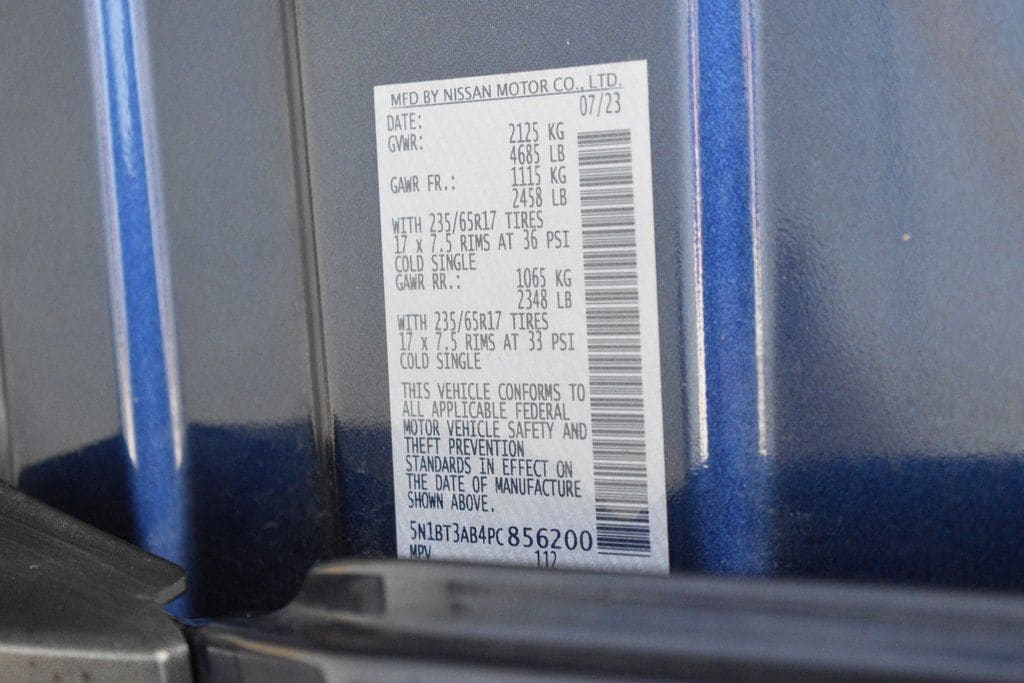 MFD BY NISSAN MOTOR CO., LTD.
DATE: 07/23
GVWR: 2125 KG
4685 LB
GAWR FR.: 1115 KG
2458 LB
WITH 235/65R17 TIRES
17 x 7.5 RIMS AT 36 PSI
COLD SINGLE
GAWR RR.: 1065 KG
2348 LB
WITH 235/65R17 TIRES
17 x 7.5 RIMS AT 33 PSI
COLD SINGLE
THIS VEHICLE CONFORMS TO
ALL APPLICABLE FEDERAL
MOTOR VEHICLE SAFETY AND
THEFT PREVENTION
STANDARDS IN EFFECT ON
THE DATE OF MANUFACTURE
SHOWN ABOVE.
5N1BT3AB4PC856200
MPV 112